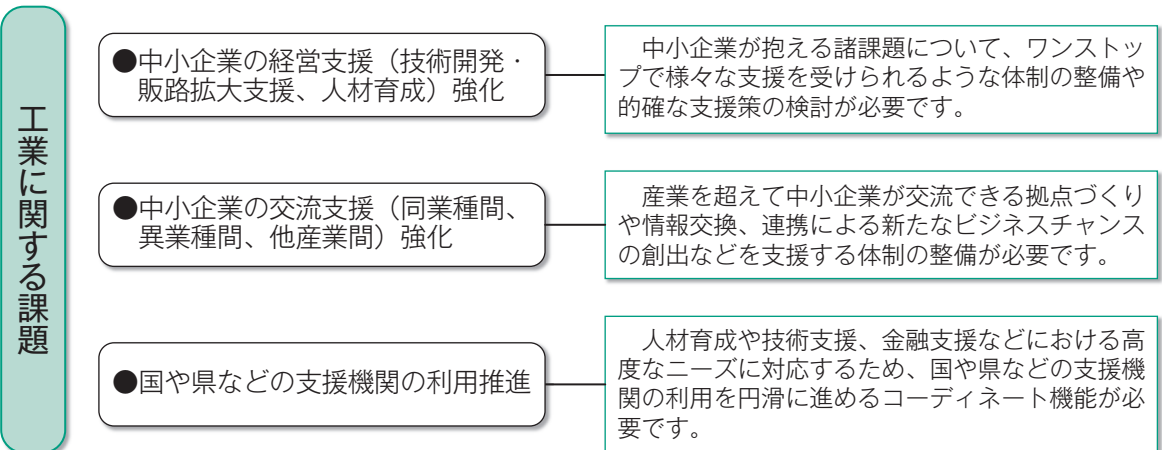 工業に関する課題
●中小企業の経営支援（技術開発・
販路拡大支援、人材育成）強化
中小企業が抱える諸課題について、ワンストッ
プで様々な支援を受けられるような体制の整備や
的確な支援策の検討が必要です。
●中小企業の交流支援（同業種間、
異業種間、他産業間）強化
産業を超えて中小企業が交流できる拠点づくり
や情報交換、連携による新たなビジネスチャンス
の創出などを支援する体制の整備が必要です。
●国や県などの支援機関の利用推進
人材育成や技術支援、金融支援などにおける高
度なニーズに対応するため、国や県などの支援機
関の利用を円滑に進めるコーディネート機能が必
要です。